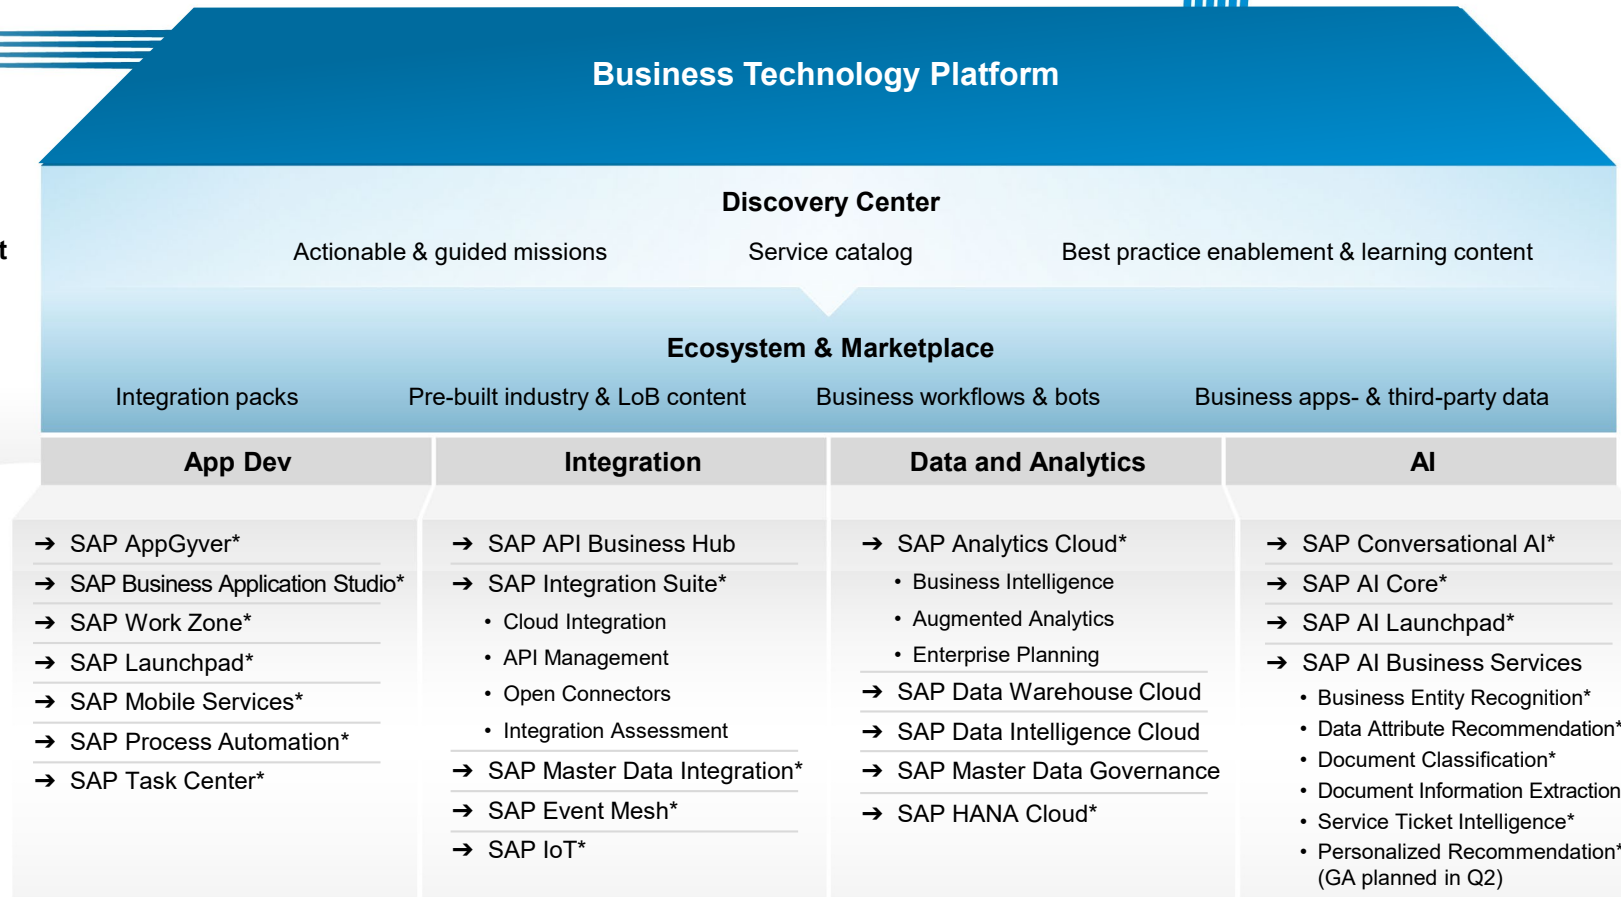 Business Technology Platform
Discovery Center
t
Actionable & guided missions
Service catalog
Best practice enablement & learning content
Ecosystem & Marketplace
Integration packs
Pre-built industry & LoB content
Business workflows & bots
Business apps- & third-party data
App Dev
➔ SAP AppGyver*
➔ SAP Business Application Studio*
➔ SAP Work Zone*
➔ SAP Launchpad*
➔ SAP Mobile Services*
➔ SAP Process Automation*
➔ SAP Task Center*
Integration
➔ SAP API Business Hub
➔ SAP Integration Suite*
• Cloud Integration
• API Management
• Open Connectors
• Integration Assessment
➔ SAP Master Data Integration*
➔ SAP Event Mesh*
➔ SAP IoT*
Data and Analytics
➔ SAP Analytics Cloud*
• Business Intelligence
• Augmented Analytics
• Enterprise Planning
➔ SAP Data Warehouse Cloud
➔ SAP Data Intelligence Cloud
➔ SAP Master Data Governance
➔ SAP HANA Cloud*
AI
➔ SAP Conversational AI*
➔ SAP AI Core*
➔ SAP AI Launchpad*
➔ SAP AI Business Services
• Business Entity Recognition*
• Data Attribute Recommendation*
• Document Classification*
• Document Information Extraction
• Service Ticket Intelligence*
• Personalized Recommendation*
(GA planned in Q2)